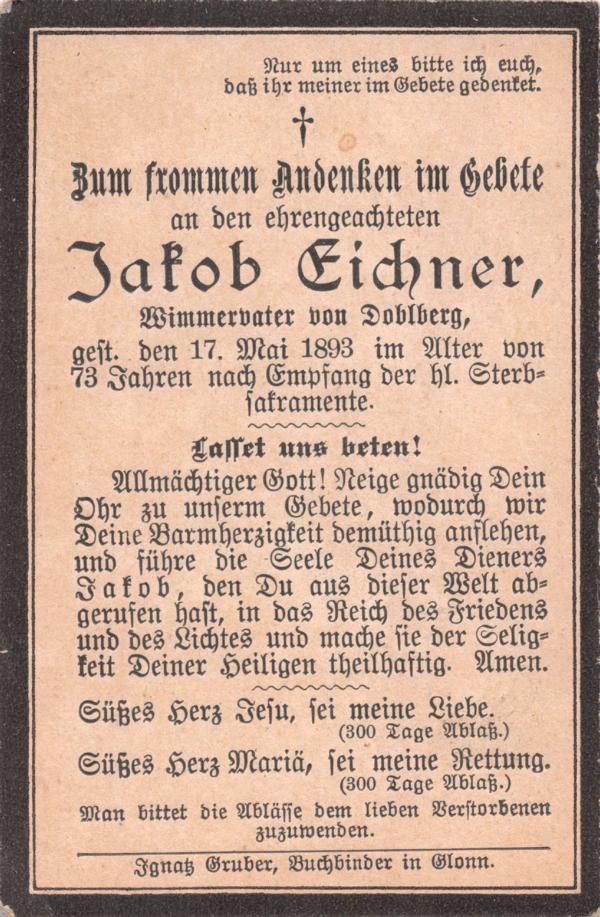 Nur um eines bitte ich euch,
daß ihr meiner im Gebete gedenket.
†
Zum frommen Andenken im Gebete
an den ehrengeachteten
Jakob Eichner,
Wimmervater von Doblberg,
gest. den 17. Mai 1893 im Alter von
73 Jahren nach Empfang der hl. Sterb-
sakramente.
Lasset uns beten!
Allmächtiger Gott! Neige gnädig Dein
Ohr zu unserm Gebete, wodurch wir
Deine Barmherzigkeit demüthig anflehen,
und führe die Seele Deines Dieners
Jakob, den Du aus dieser Welt ab-
gerufen hast, in das Reich des Friedens
und des Lichtes und mache sie der Selig-
keit Deiner Heiligen theilhaftig. Amen.
Süßes Herz Jesu, sei meine Liebe.
(300 Tage Ablaß.)
Süßes Herz Mariä, sei meine Rettung.
(300 Tage Ablaß.)
Man bittet die Ablässe dem lieben Verstorbenen
zuzuwenden.
Ignatz Gruber, Buchbinder in Glonn.